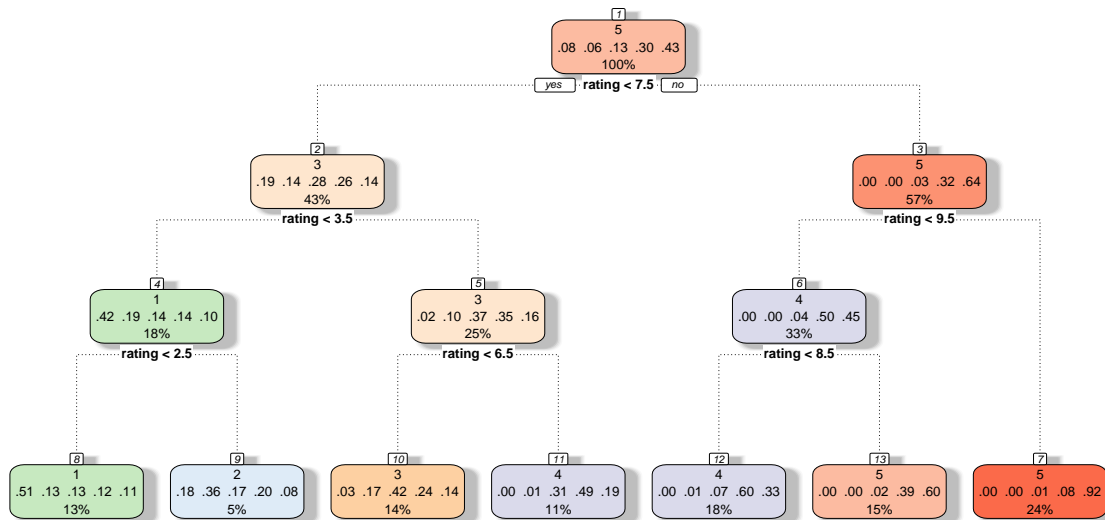 1
5
.08 .06 .13 .30 .43
100%
yes rating < 7.5 no
2 3
3 5
.19 .14 .28 .26 .14 .00 .00 .03 .32 .64
43% 57%
rating < 3.5 rating < 9.5
4 5 6
1 3 4
.42 .19 .14 .14 .10 .02 .10 .37 .35 .16 .00 .00 .04 .50 .45
18% 25% 33%
rating < 2.5 rating < 6.5 rating < 8.5
8 9 10 11 12 13 7
1 2 3 4 4 5 5
.51 .13 .13 .12 .11 .18 .36 .17 .20 .08 .03 .17 .42 .24 .14 .00 .01 .31 .49 .19 .00 .01 .07 .60 .33 .00 .00 .02 .39 .60 .00 .00 .01 .08 .92
13% 5% 14% 11% 18% 15% 24%